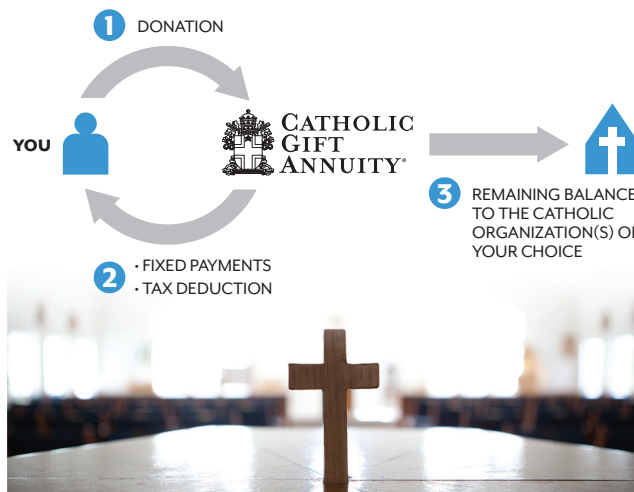 1 DONATION
YOU
CATHOLIC
GIFT
ANNUITY®
3 REMAINING BALANCE
TO THE CATHOLIC
ORGANIZATION(S) OF
YOUR CHOICE
2 · FIXED PAYMENTS
· TAX DEDUCTION